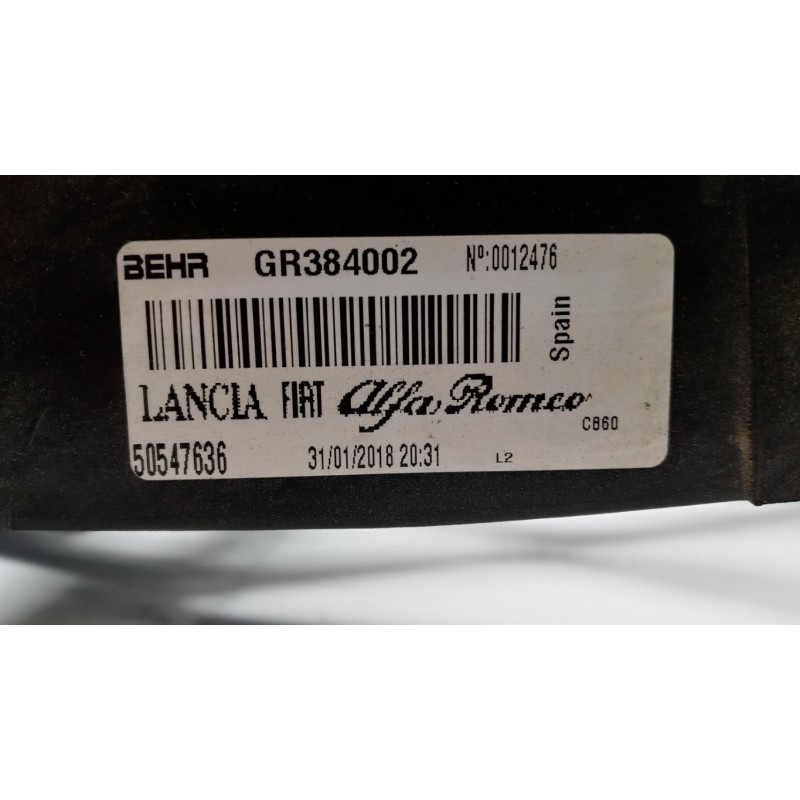 BEHR GR384002 Nº:0012476
Spain
LANCIA FIAT Alfa Romeo
C860
50547636 31/01/2018 20:31 L2